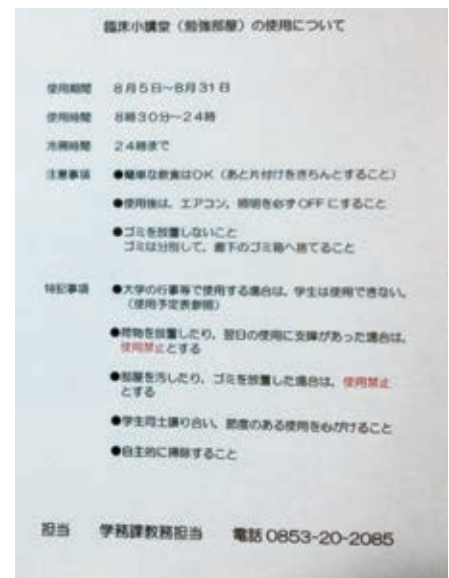 臨床小講堂（勉強部屋）の使用について
使用期間　8月5日～8月31日
使用時間　8時30分～24時
冷房時間　24時まで
注意事項　●簡単な飲食はOK（あと片付けをきちんとすること）
●使用後は、エアコン，照明を必ずOFFにすること
●ゴミを放置しないこと
ゴミは分別して、廊下のゴミ箱へ捨てること
特記事項　●大学の行事等で使用する場合は、学生は使用できない。
（使用予定表参照）
●荷物を放置したり、翌日の使用に支障があった場合は、
使用禁止とする
●部屋を汚したり、ゴミを放置した場合は、使用禁止
とする
●学生同士譲り合い、節度のある使用を心がけること
●自主的に掃除すること
担当　学務課教務担当　電話 0853-20-2085